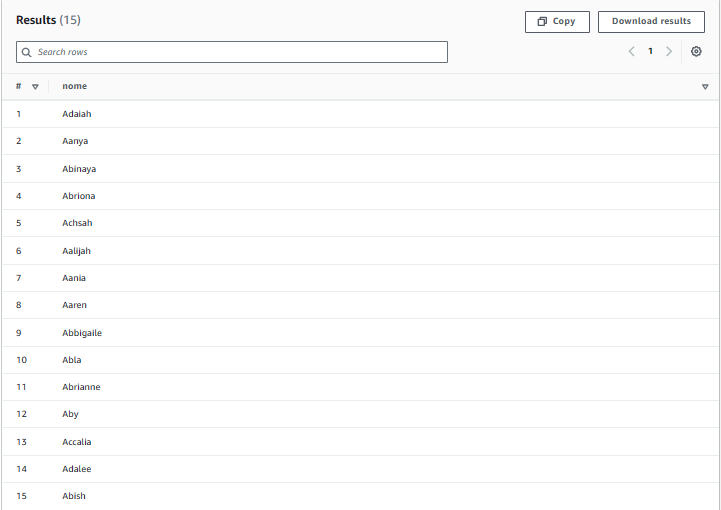 Results (15)
Copy
Download results
Search rows
1
# nome
1 Adaiah
2 Aanya
3 Abinaya
4 Abriona
5 Achsah
6 Aalijah
7 Aania
8 Aaren
9 Abbigaile
10 Abla
11 Abrianne
12 Aby
13 Accalia
14 Adalee
15 Abish